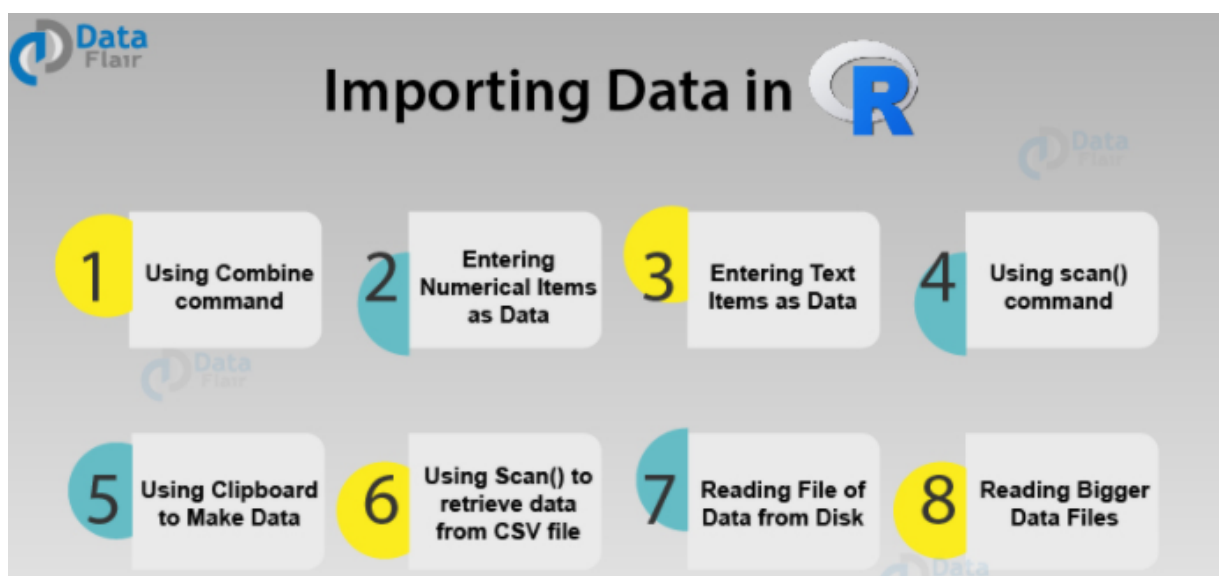 Data
Flair
Importing Data in R
Data
Flair
1
Using Combine
command
2
Entering
Numerical Items
as Data
3
Entering Text
Items as Data
4
Using scan()
command
Data
Flair
5
Using Clipboard
to Make Data
6
Using Scan() to
retrieve data
from CSV file
7
Reading File of
Data from Disk
8
Reading Bigger
Data Files
Data